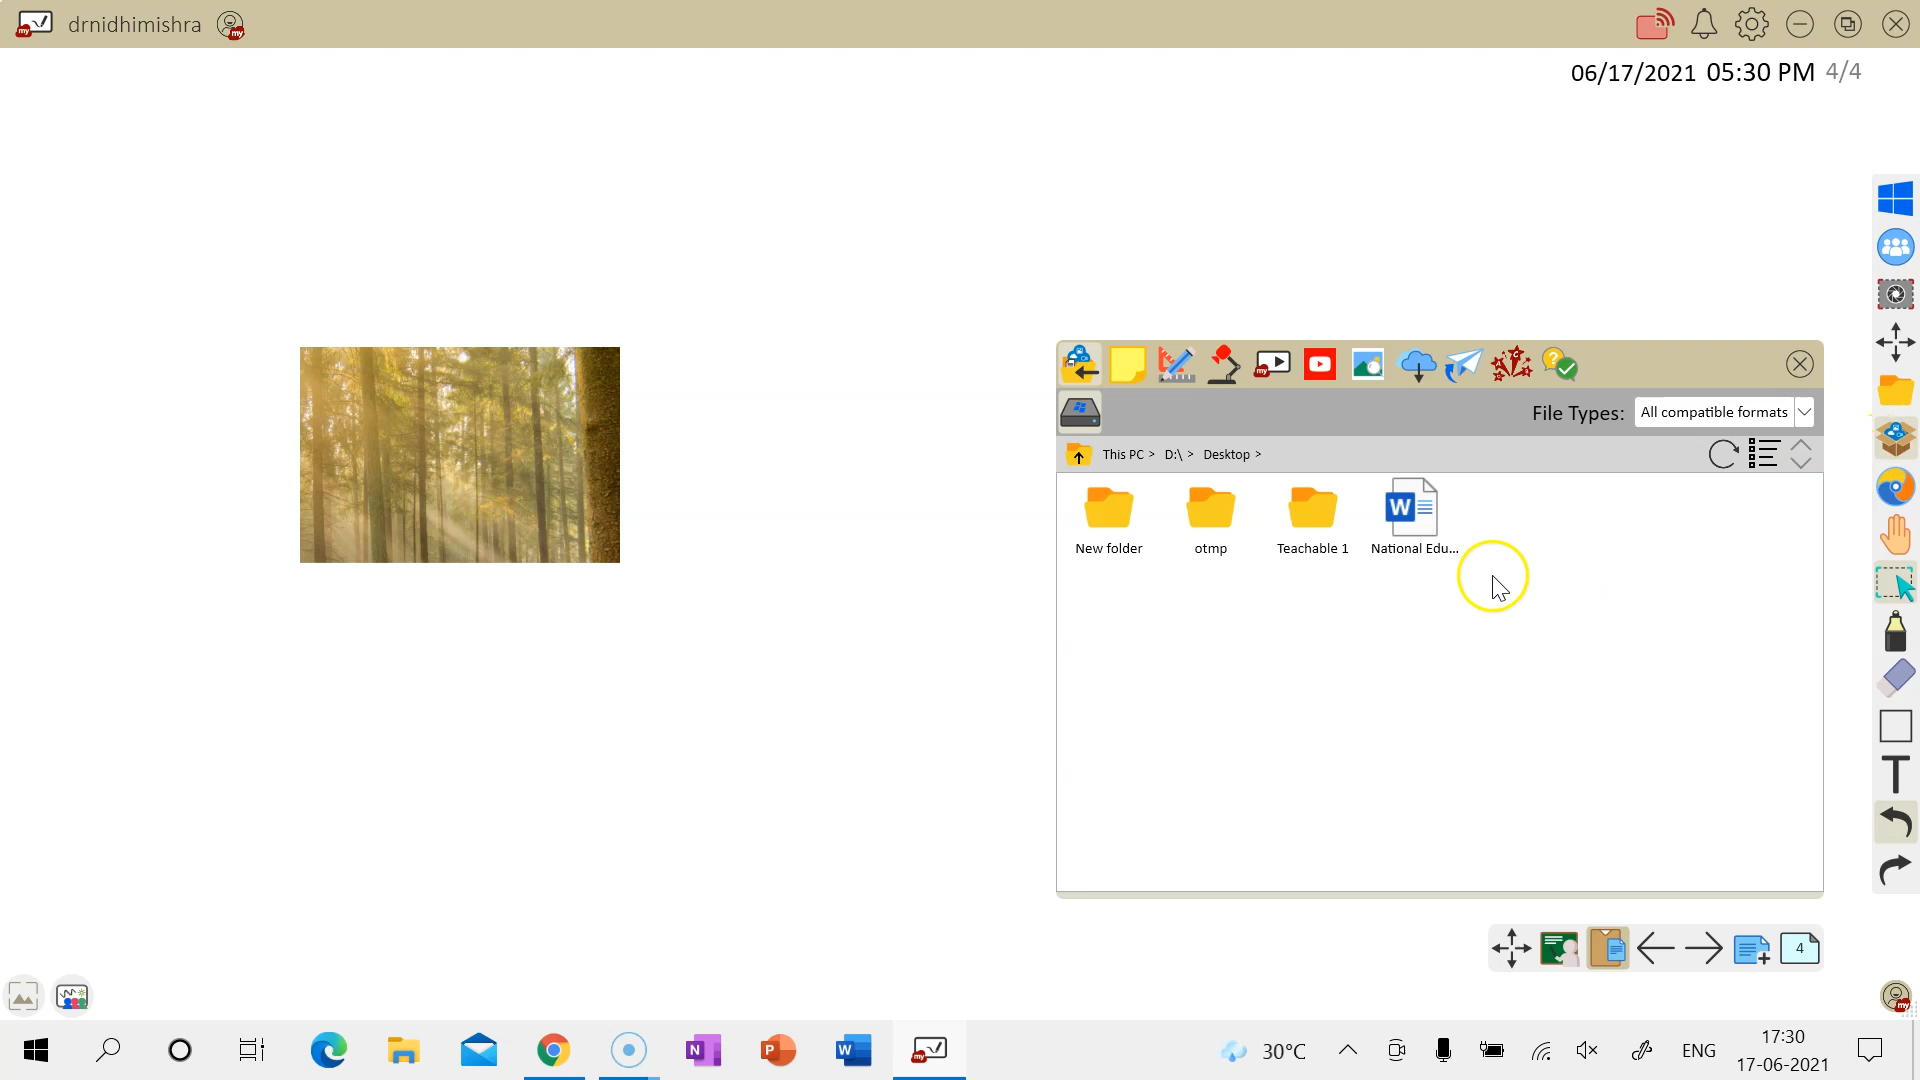 drnidhimishra
06/17/2021 05:30 PM 4/4
File Types: All compatible formats
This PC > D:\ > Desktop >
New folder
otmp
Teachable 1
National Edu...
4
30°C
ENG
17:30
17-06-2021